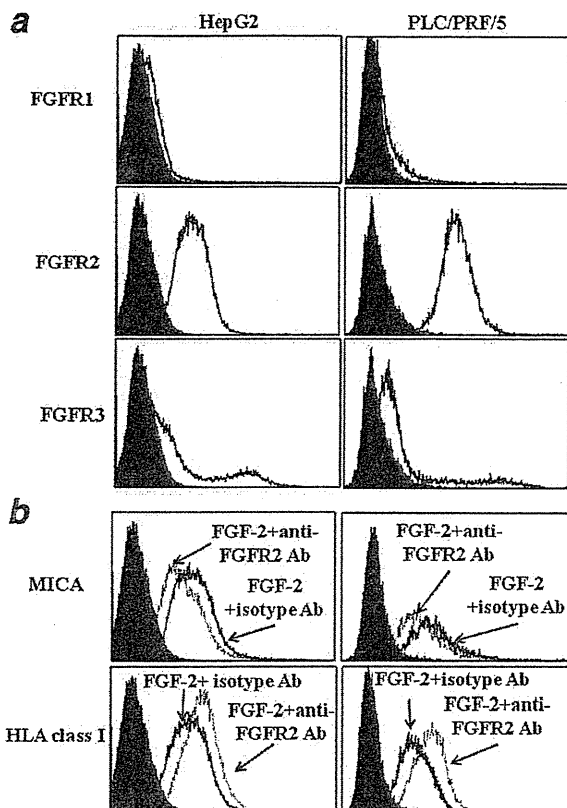 a
HepG2 PLC/PRF/5
FGFR1
FGFR2
FGFR3
b
MICA
FGF-2+anti-
FGFR2 Ab
FGF-2
+isotype Ab
FGF-2+anti-
FGFR2 Ab
FGF-2
+isotype Ab
HLA class I
FGF-2+ isotype Ab
FGF-2+anti-
FGFR2 Ab
FGF-2+isotype Ab
FGF-2+anti-
FGFR2 Ab